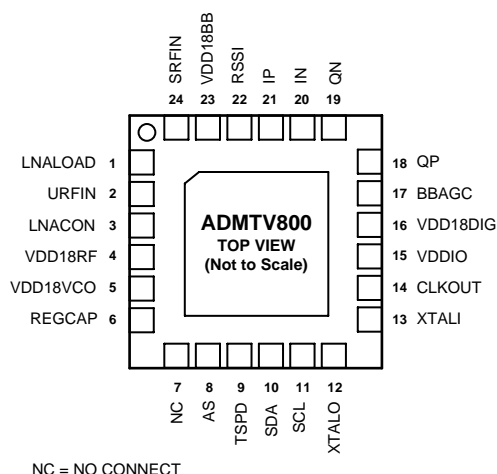 SRFIN
VDD18BB
RSSI
IP
IN
QN
24 23 22 21 20 19
LNALOAD 1
URFIN 2
LNACON 3
VDD18RF 4
VDD18VCO 5
REGCAP 6
ADMTV800
TOP VIEW
(Not to Scale)
18 QP
17 BBAGC
16 VDD18DIG
15 VDDIO
14 CLKOUT
13 XTALI
7 8 9 10 11 12
NC
AS
TSPD
SDA
SCL
XTALO
NC = NO CONNECT